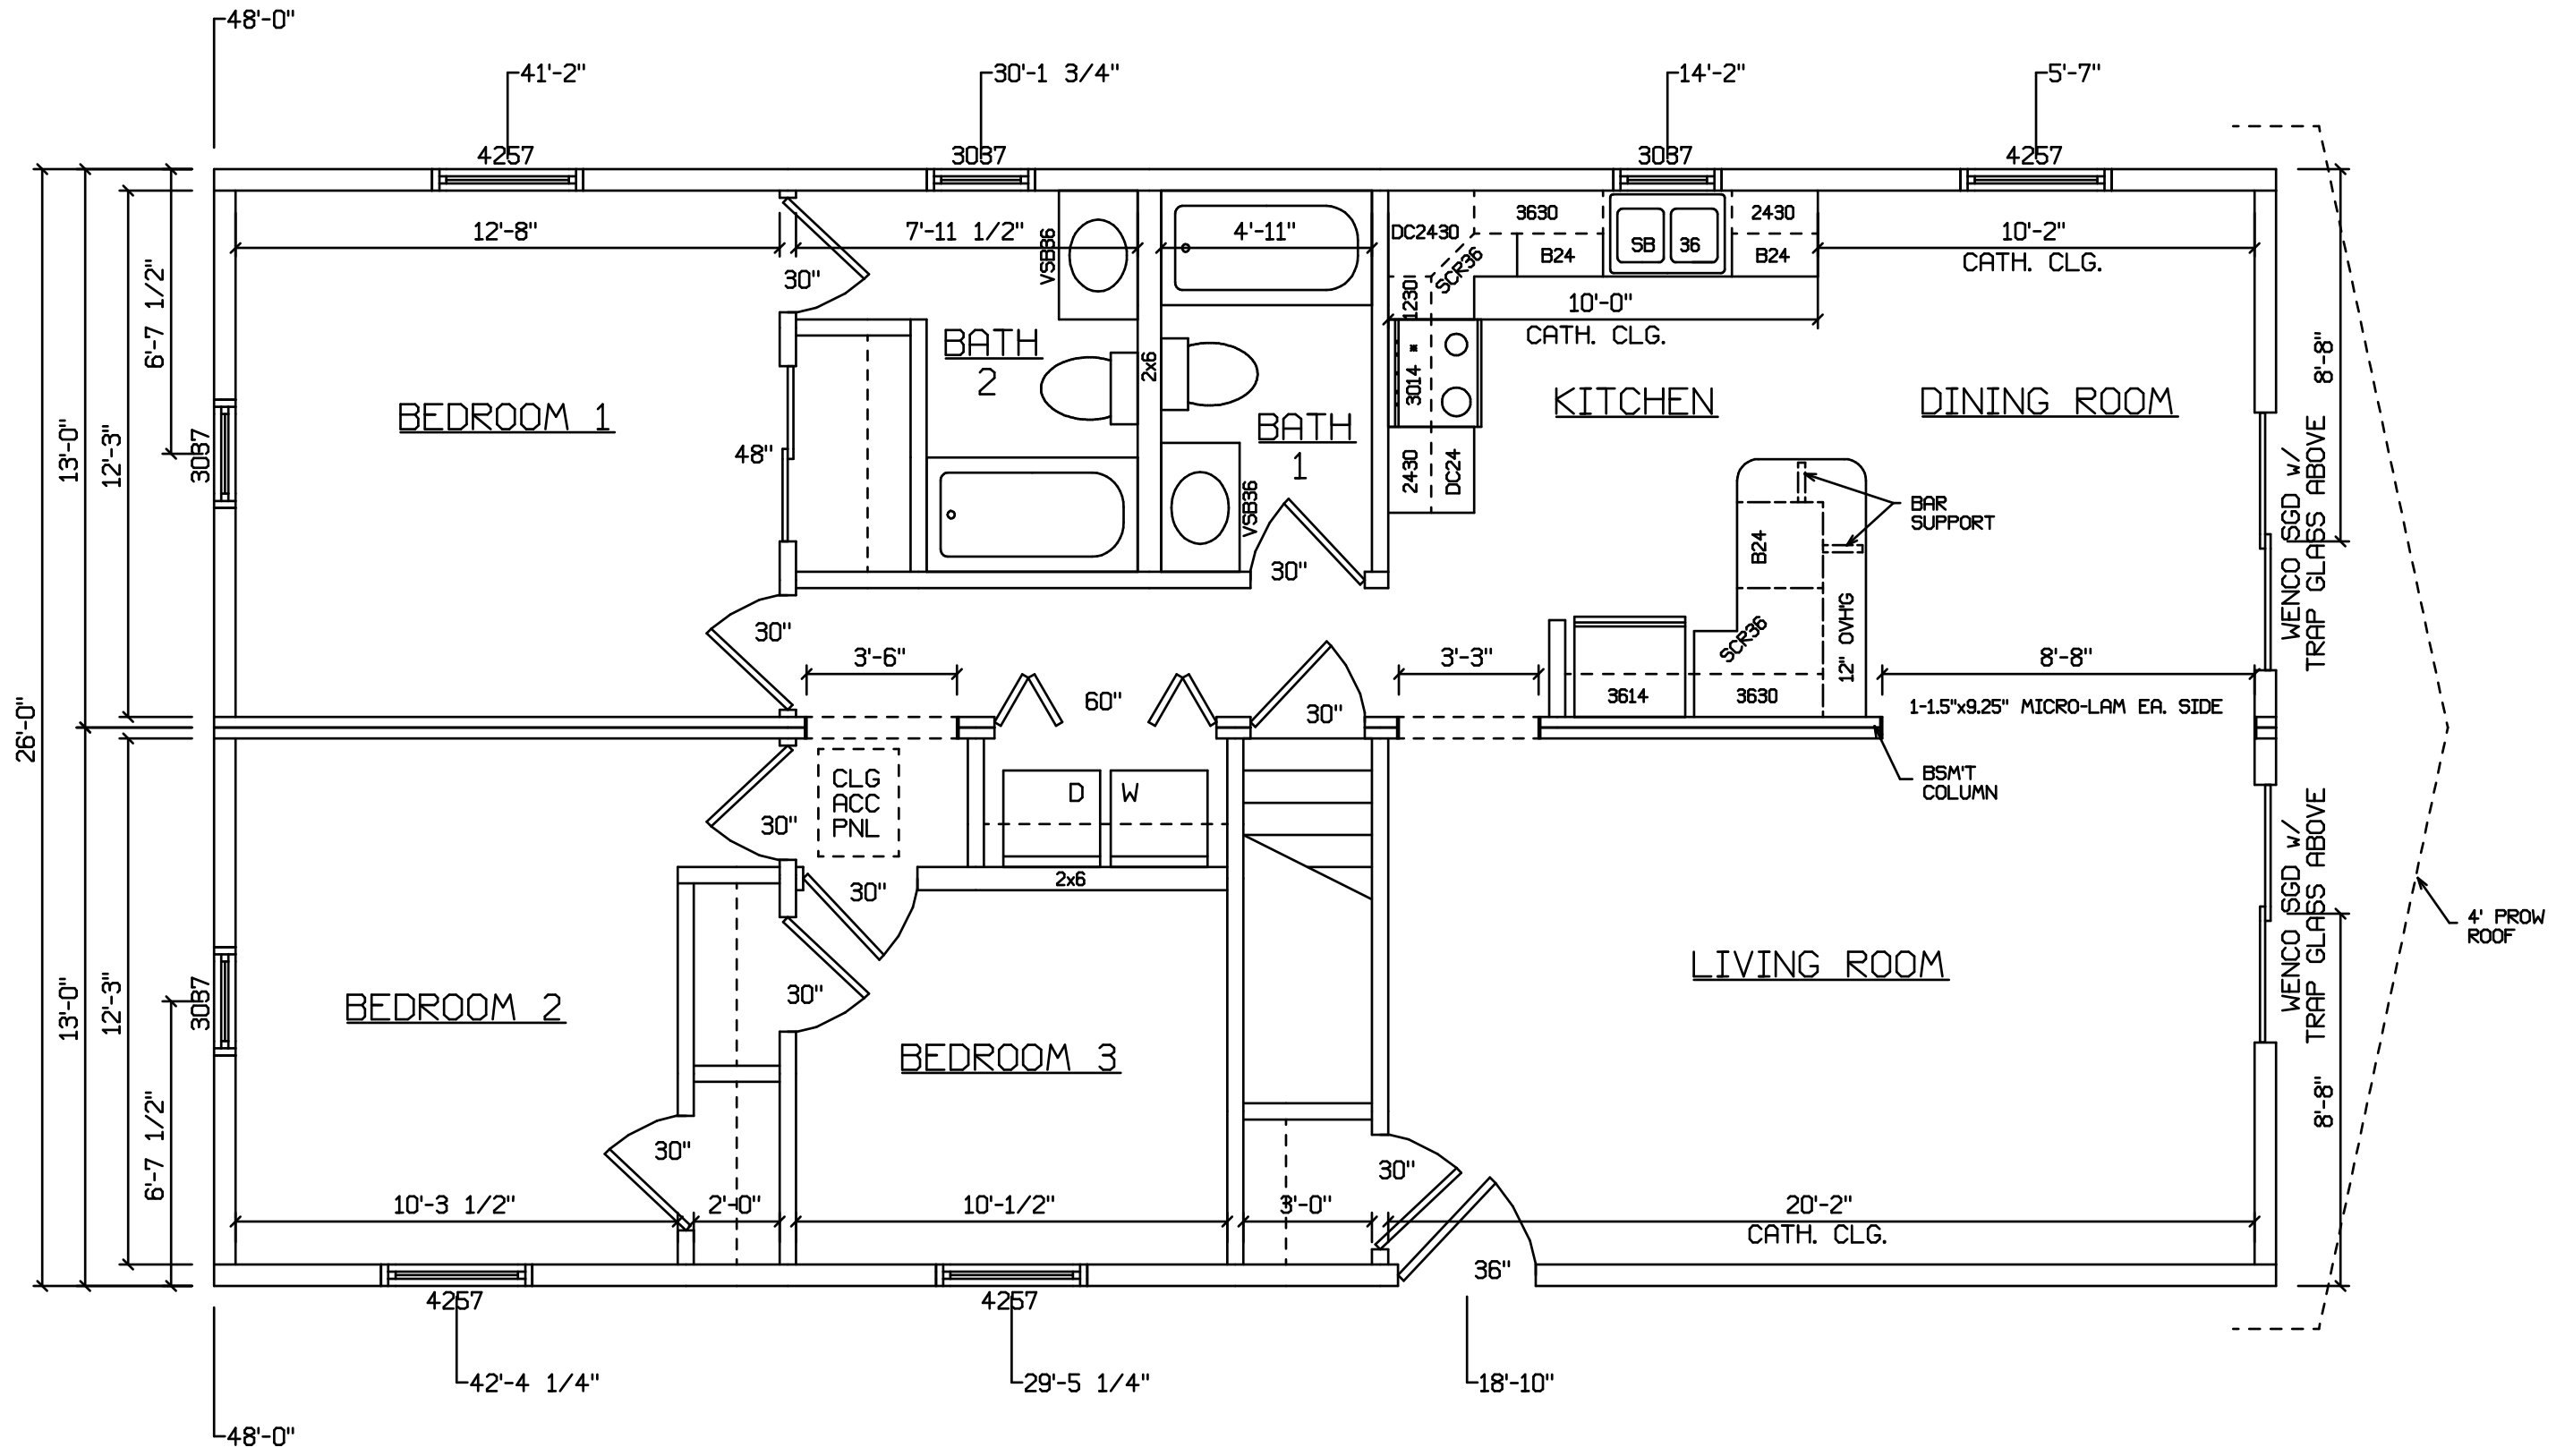 48'-0"
41'-2"
30'-1 3/4"
14'-2"
5'-7"
4257
3037
3037
4257
12'-8"
7'-11 1/2"
4'-11"
DC2430
3630
2430
10'-2"
CATH. CLG.
VSB36
SCR36
B24
SB 36
B24
30"
1230
10'-0"
CATH. CLG.
6'-7 1/2"
13'-0"
12'-3"
3037
BATH
2
2x6
3014 *
8'-8"
BEDROOM 1
BATH
1
KITCHEN
DINING ROOM
48"
2430
DC24
VSB36
BAR
SUPPORT
WENCO SGD w/
TRAP GLASS ABOVE
30"
B24
12" OVH'G
30"
SCR36
3'-6"
3'-3"
8'-8"
60"
30"
3614
3630
1-1.5"x9.25" MICRO-LAM EA. SIDE
26'-0"
CLG
ACC
PNL
D
W
BSM'T
COLUMN
30"
30"
2x6
WENCO SGD w/
TRAP GLASS ABOVE
4' PROW
ROOF
13'-0"
12'-3"
3037
6'-7 1/2"
BEDROOM 2
30"
BEDROOM 3
LIVING ROOM
8'-8"
30"
30"
10'-3 1/2"
2'-0"
10'-1/2"
3'-0"
20'-2"
CATH. CLG.
36"
4257
4257
42'-4 1/4"
29'-5 1/4"
18'-10"
48'-0"